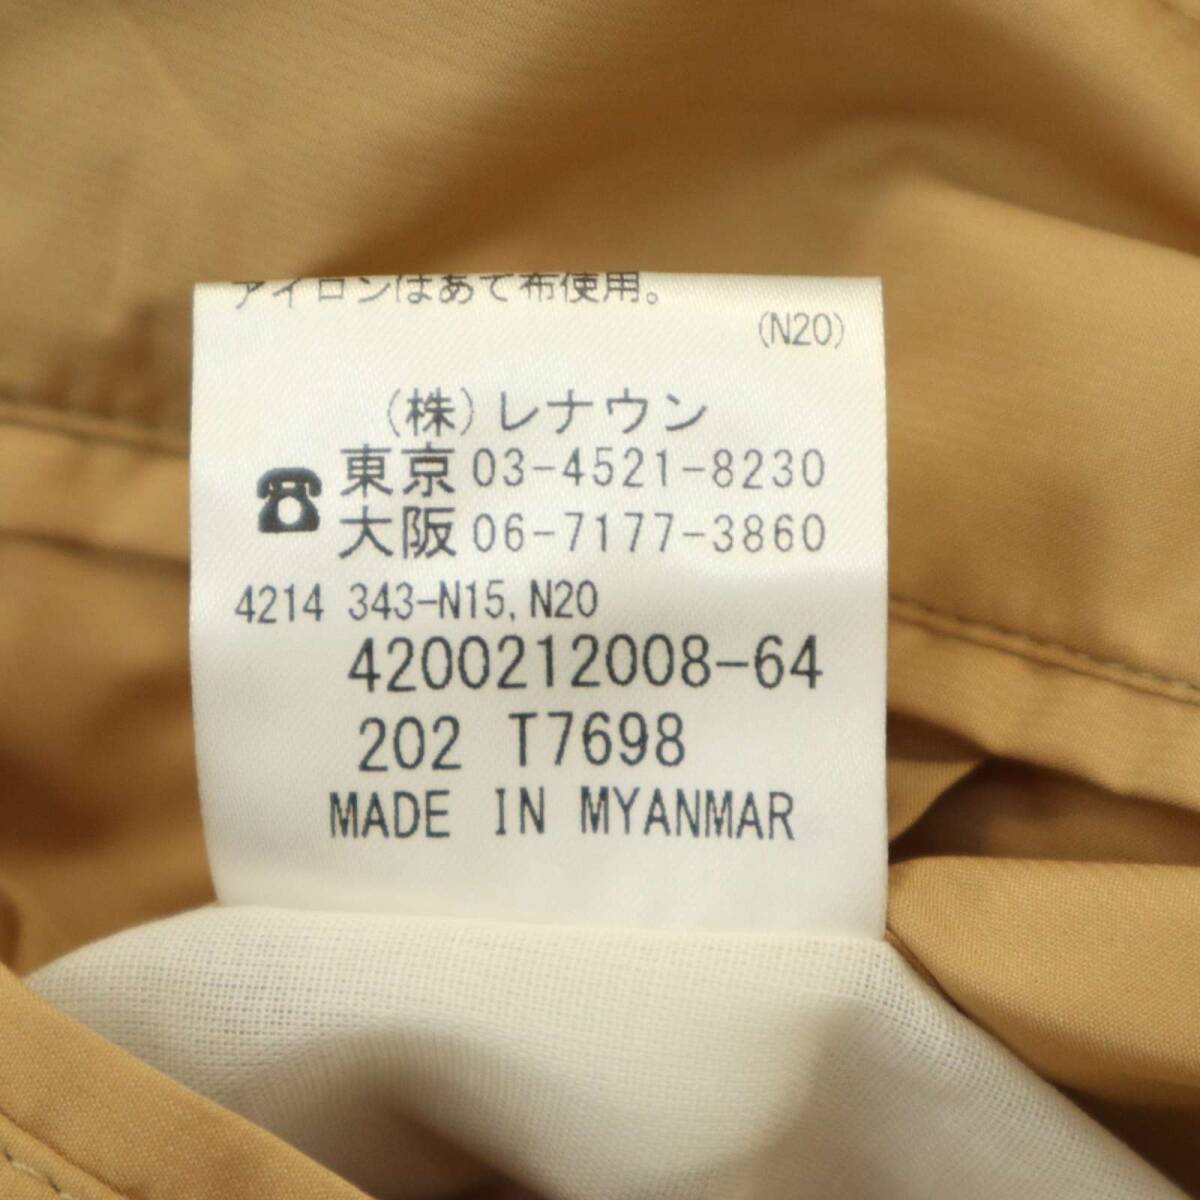 アイロンはあて布使用。
(N20)
(株)レナウン
東京 03-4521-8230
大阪 06-7177-3860
4214 343-N15,N20
4200212008-64
202 T7698
MADE IN MYANMAR